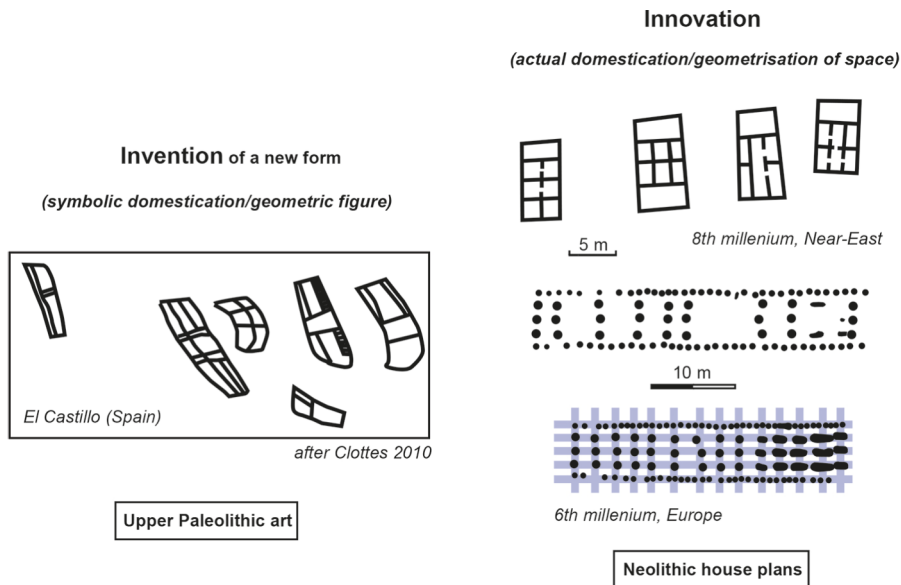 Invention of a new form
(symbolic domestication/geometric figure)
El Castillo (Spain)
after Clottes 2010
Upper Paleolithic art
Innovation
(actual domestication/geometrisation of space)
8th millenium, Near-East
5 m
10 m
6th millenium, Europe
Neolithic house plans